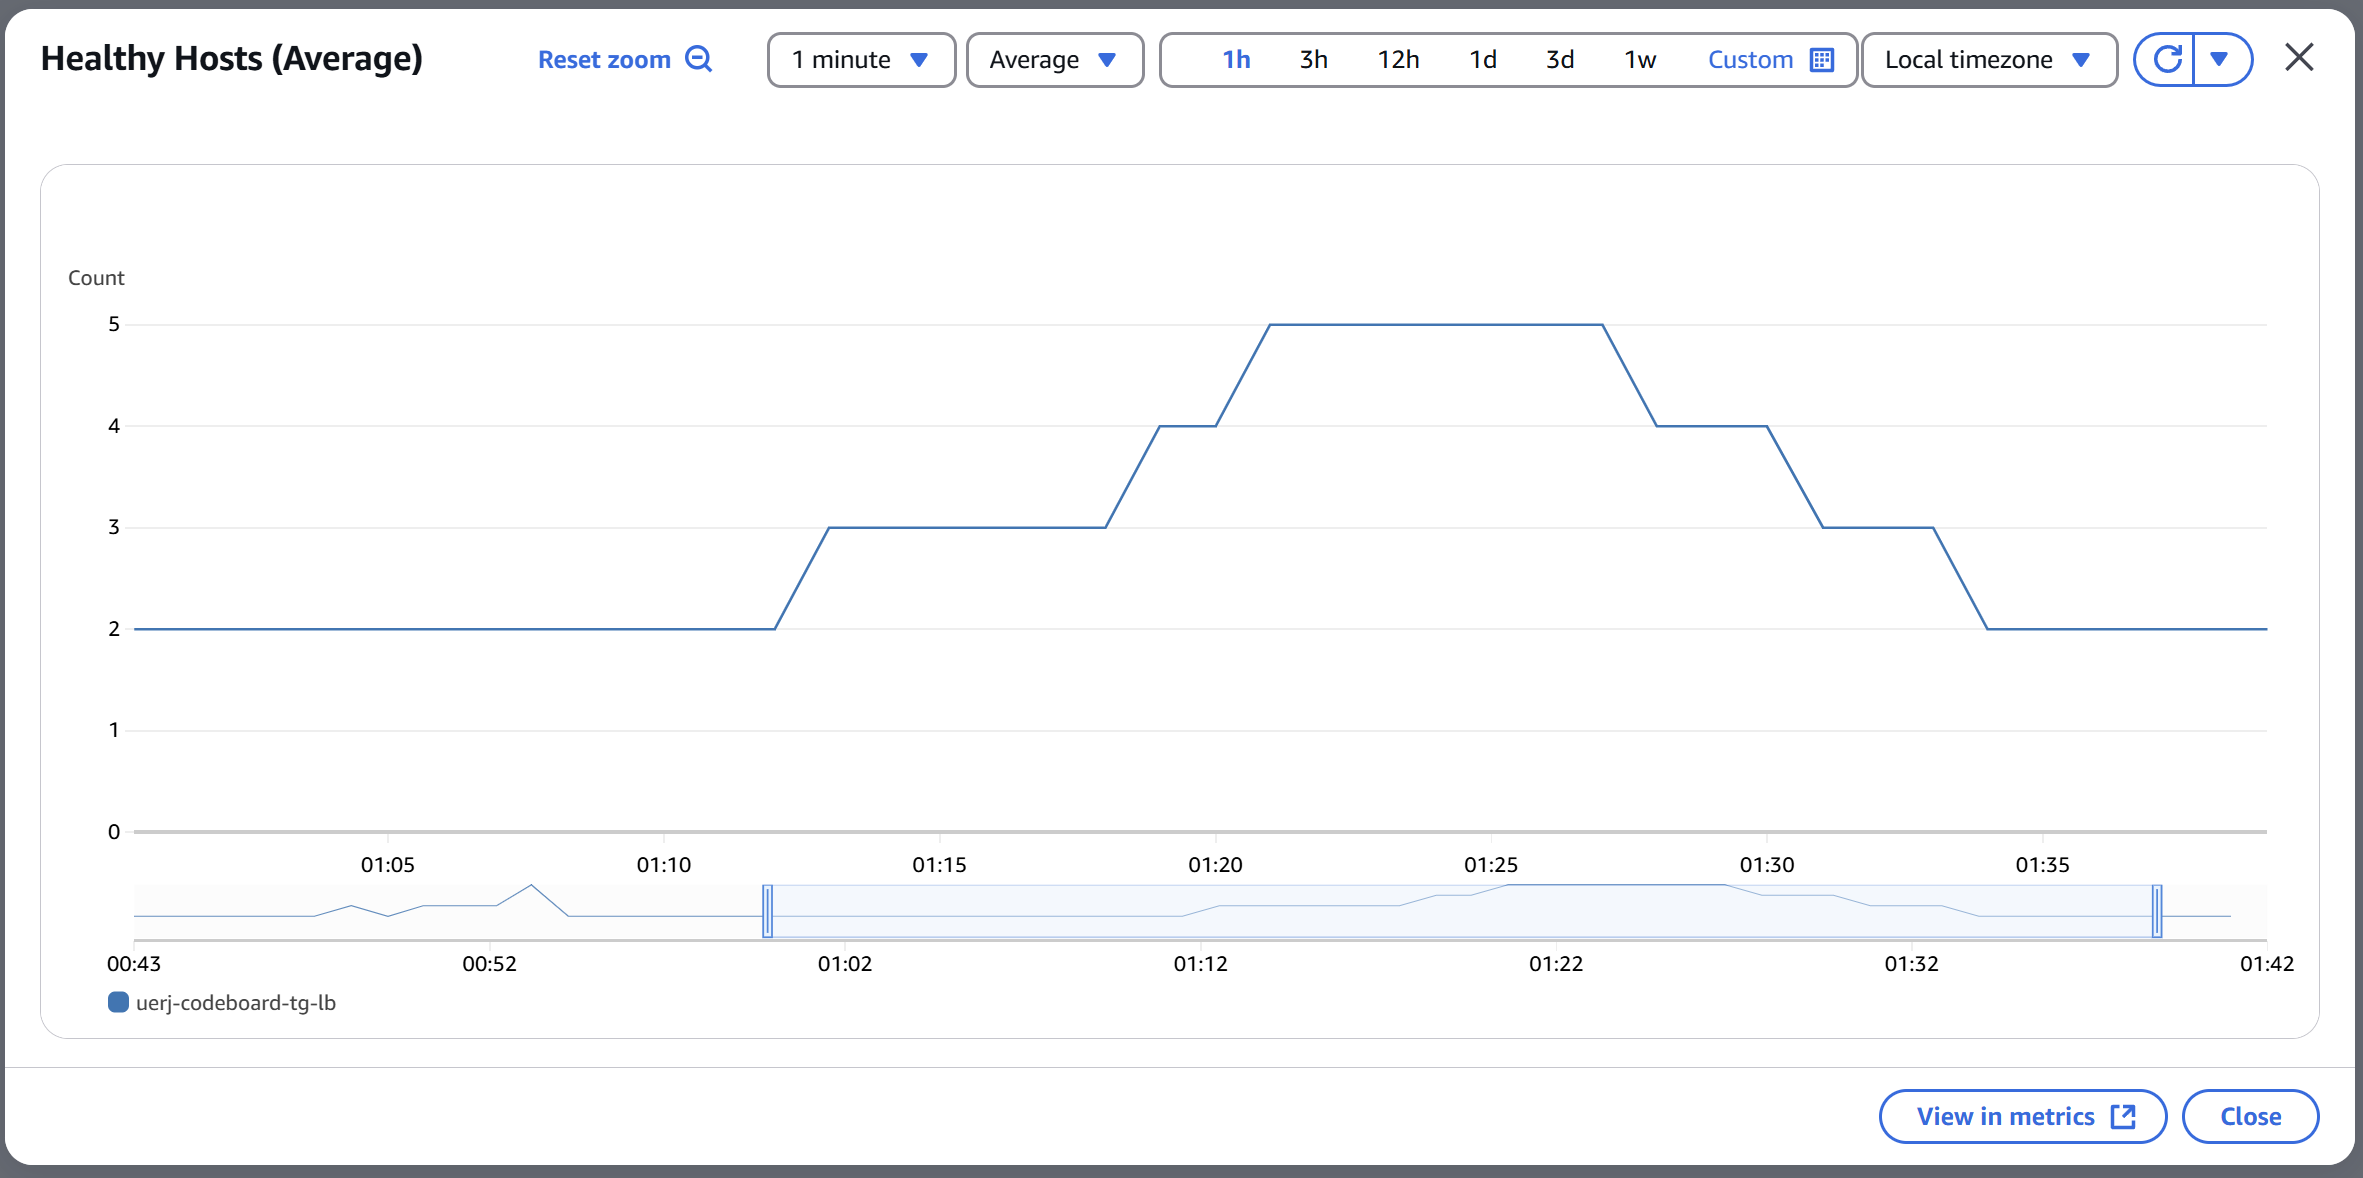 Healthy Hosts (Average)
Reset zoom
1 minute
Average
1h 3h 12h 1d 3d 1w Custom
Local timezone
Count
5
4
3
2
1
0
01:05 01:10 01:15 01:20 01:25 01:30 01:35
00:43 00:52 01:02 01:12 01:22 01:32 01:42
uerj-codeboard-tg-lb
View in metrics
Close